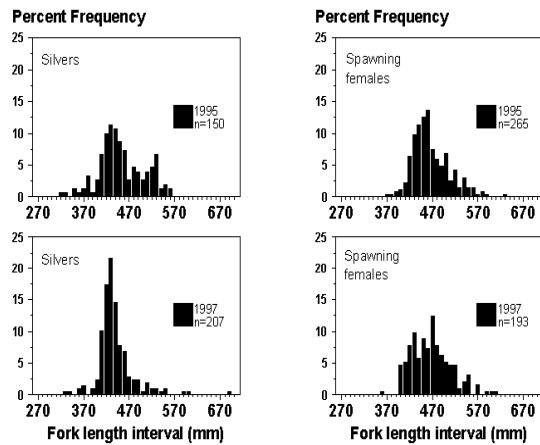 Percent Frequency
25
20
15
10
5
0
Silvers
1995
n=150
270 370 470 570 670
Percent Frequency
25
20
15
10
5
0
Spawning
females
1995
n=265
270 370 470 570 670
25
20
15
10
5
0
Silvers
1997
n=207
270 370 470 570 670
Fork length interval (mm)
25
20
15
10
5
0
Spawning
females
1997
n=193
270 370 470 570 670
Fork length interval (mm)